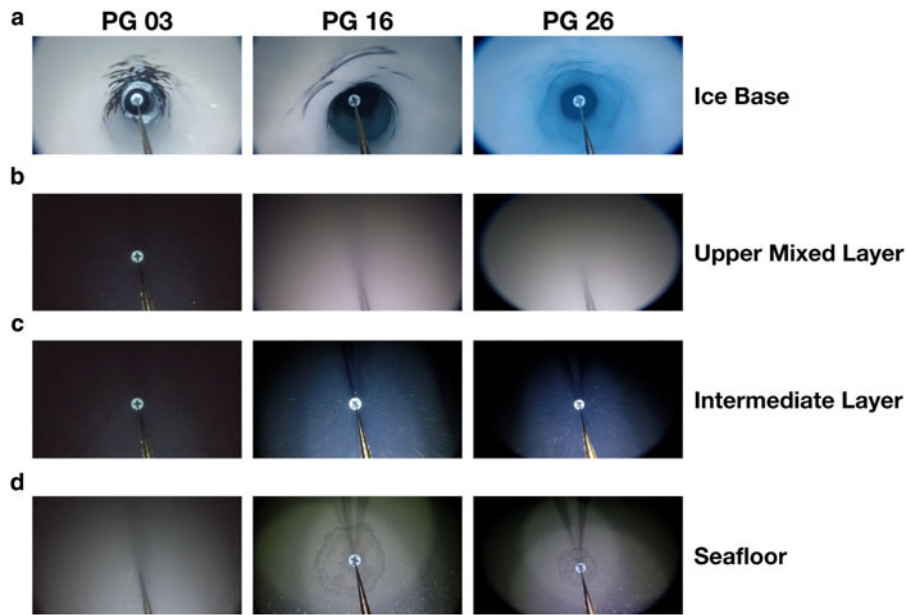 a
PG 03
PG 16
PG 26
Ice Base
b
Upper Mixed Layer
c
Intermediate Layer
d
Seafloor